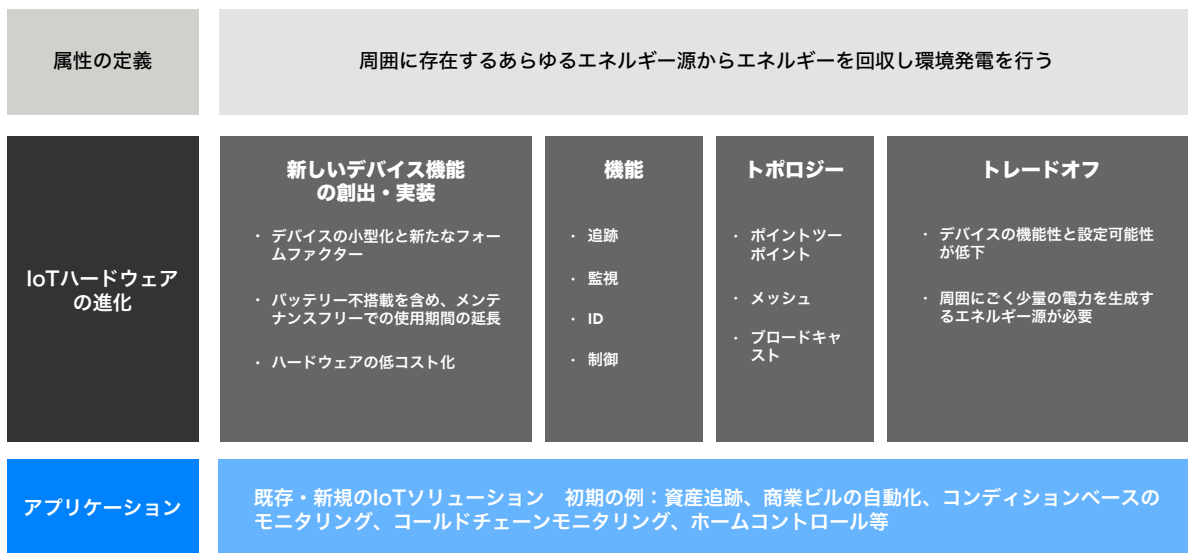 属性の定義
周囲に存在するあらゆるエネルギー源からエネルギーを回収し環境発電を行う
IoTハードウェア
の進化
新しいデバイス機能
の創出・実装
・ デバイスの小型化と新たなフォー
ムファクター
・ バッテリー不搭載を含め、メンテ
ナンスフリーでの使用期間の延長
・ ハードウェアの低コスト化
機能
・ 追跡
・ 監視
・ ID
・ 制御
トポロジー
・ ポイントツー
ポイント
・ メッシュ
・ ブロードキャ
スト
トレードオフ
・ デバイスの機能性と設定可能性
が低下
・ 周囲にごく少量の電力を生成す
るエネルギー源が必要
アプリケーション
既存・新規のIoTソリューション　初期の例：資産追跡、商業ビルの自動化、コンディションベースの
モニタリング、コールドチェーンモニタリング、ホームコントロール等